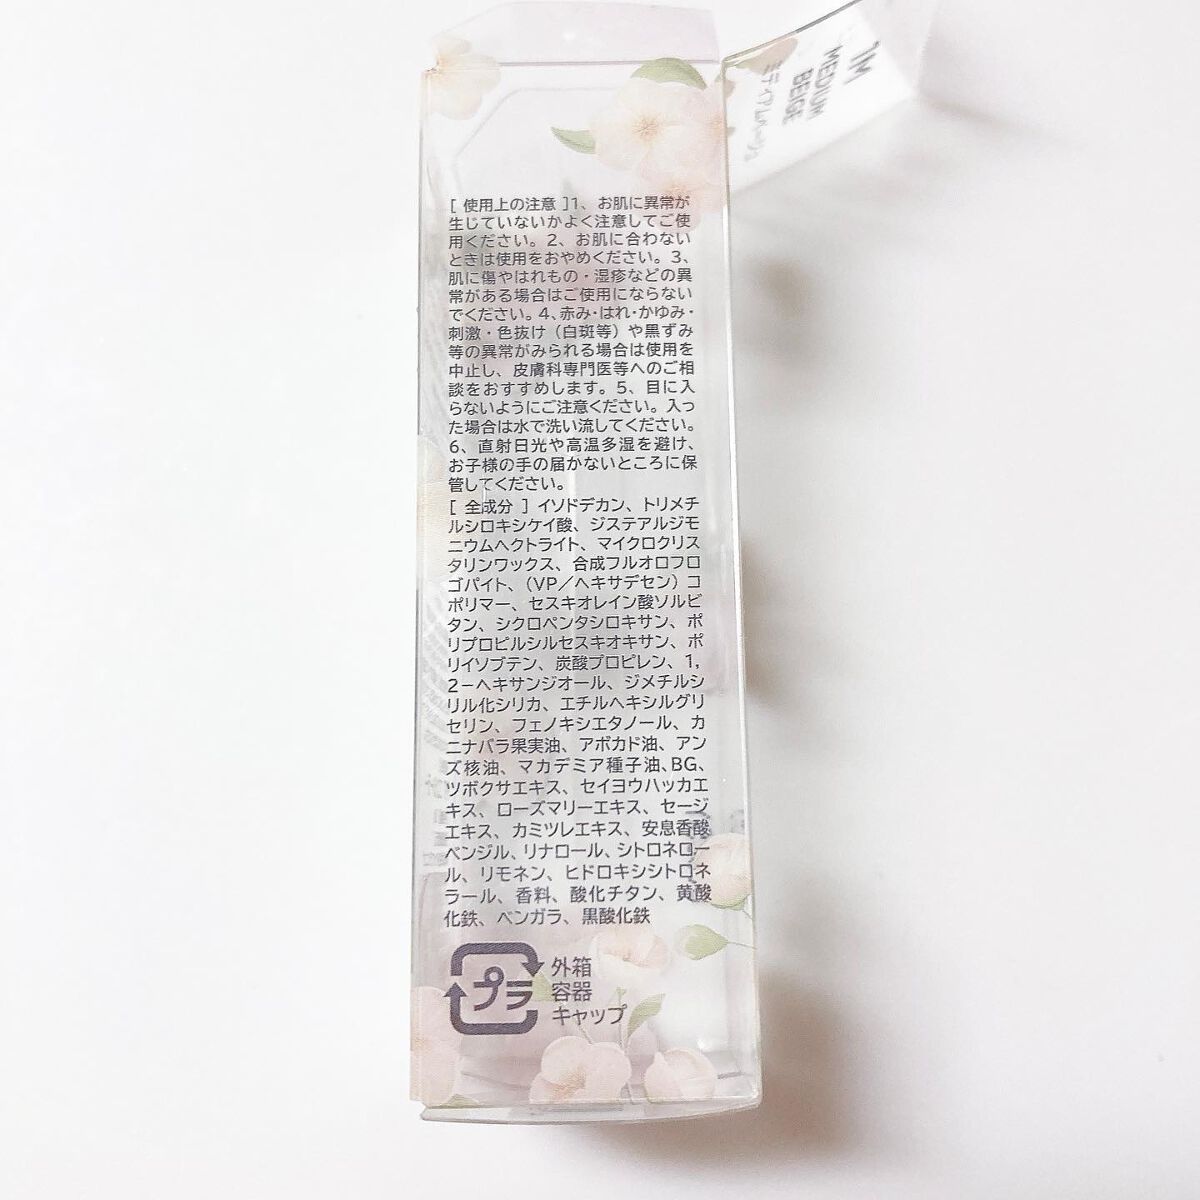 1M
MEDIUM
BEIGE
ミディアムベージュ
[ 使用上の注意 ]1、お肌に異常が
生じていないかよく注意してご使
用ください。2、お肌に合わない
ときは使用をおやめください。3、
肌に傷やはれもの・湿疹などの異
常がある場合はご使用にならない
でください。4、赤み・はれ・かゆみ・
刺激・色抜け（白斑等）や黒ずみ
等の異常がみられる場合は使用を
中止し、皮膚科専門医等へのご相
談をおすすめします。5、目に入
らないようにご注意ください。入っ
た場合は水で洗い流してください。
6、直射日光や高温多湿を避け、
お子様の手の届かないところに保
管してください。
[ 全成分 ] イソドデカン、トリメチ
ルシロキシケイ酸、ジステアルジモ
ニウムヘクトライト、マイクロクリス
タリンワックス、合成フルオロフロ
ゴパイト、（VP／ヘキサデセン）コ
ポリマー、セスキオレイン酸ソルビ
タン、シクロペンタシロキサン、ポ
リプロピルシルセスキオキサン、ポ
リイソブテン、炭酸プロピレン、1,
2－ヘキサンジオール、ジメチルシ
リル化シリカ、エチルヘキシルグリ
セリン、フェノキシエタノール、カ
ニナバラ果実油、アボカド油、アン
ズ核油、マカデミア種子油、BG、
ツボクサエキス、セイヨウハッカエ
キス、ローズマリーエキス、セージ
エキス、カミツレエキス、安息香酸
ベンジル、リナロール、シトロネロー
ル、リモネン、ヒドロキシシトロネ
ラール、香料、酸化チタン、黄酸
化鉄、ベンガラ、黒酸化鉄
プラ
外箱
容器
キャップ